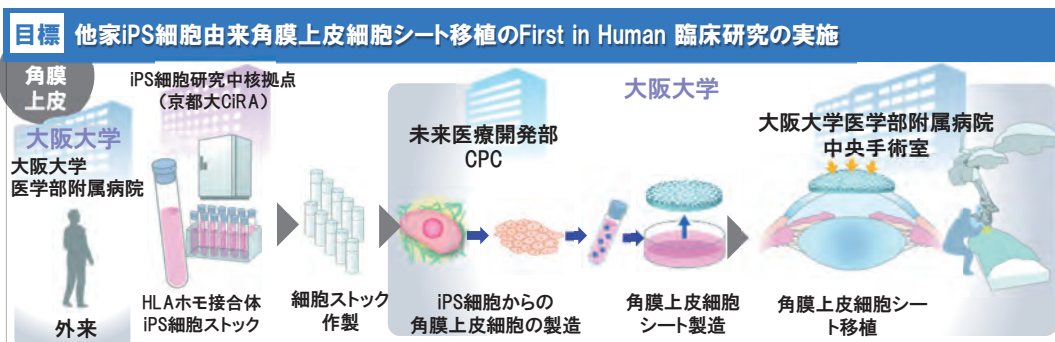 目標 他家iPS細胞由来角膜上皮細胞シート移植のFirst in Human 臨床研究の実施
角膜
上皮
大阪大学
大阪大学
医学部附属病院
外来
iPS細胞研究中核拠点
(京都大CiRA)
HLAホモ接合体
iPS細胞ストック
細胞ストック
作製
大阪大学
未来医療開発部
CPC
iPS細胞からの
角膜上皮細胞の製造
角膜上皮細胞
シート製造
大阪大学医学部附属病院
中央手術室
角膜上皮細胞シー
ト移植